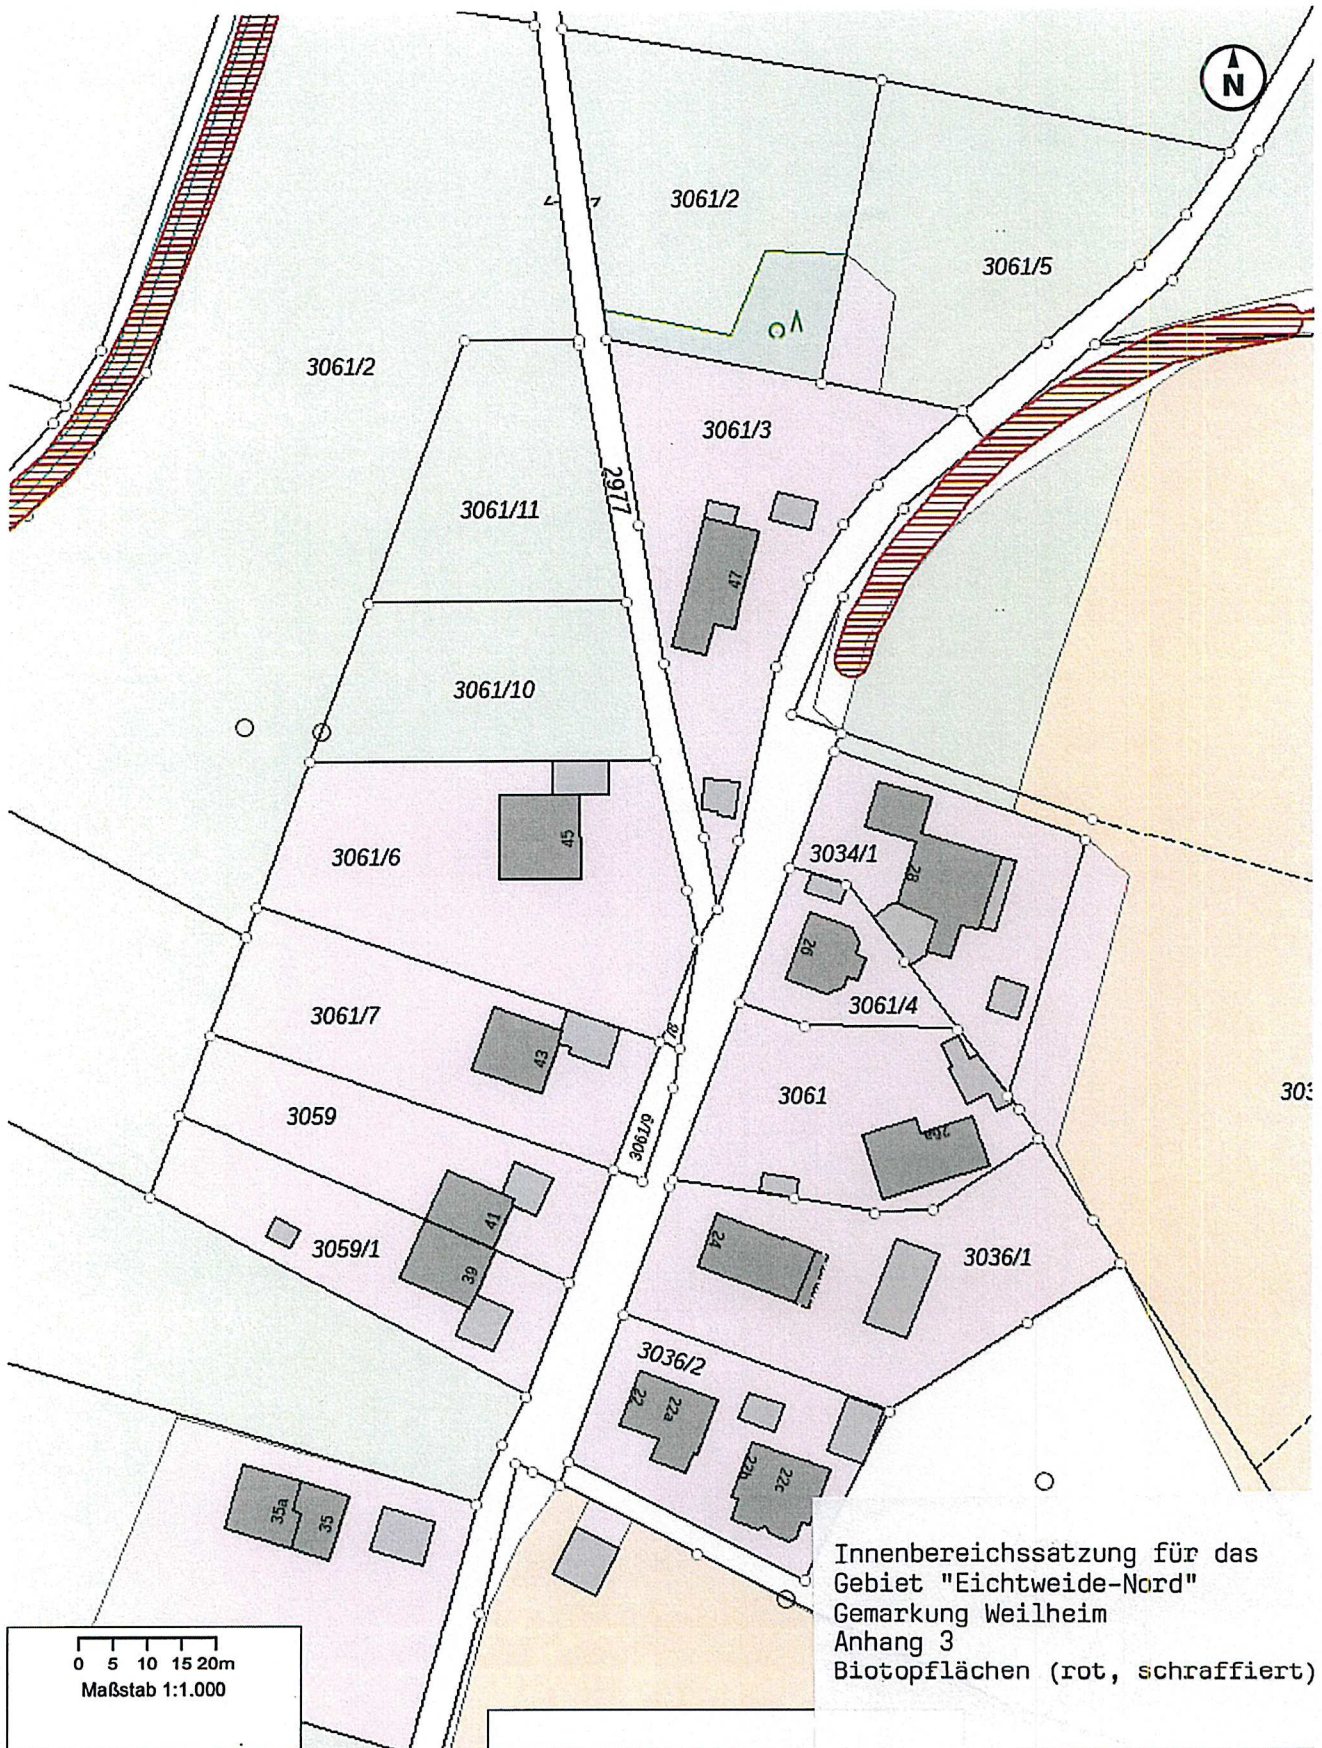 N
3061/2
3061/5
3061/2
3061/3
2977
3061/11
47
3061/10
45
3061/6
3034/1
28
26
3061/4
3061/7
43
3061
3059
3061/9
26a
41
3059/1
39
24
3036/1
3036/2
22
22a
22b
22c
35a
35
Innenbereichssatzung für das
Gebiet "Eichtweide-Nord"
Gemarkung Weilheim
Anhang 3
Biotopflächen (rot, schraffiert)
0 5 10 15 20m
Maßstab 1:1.000